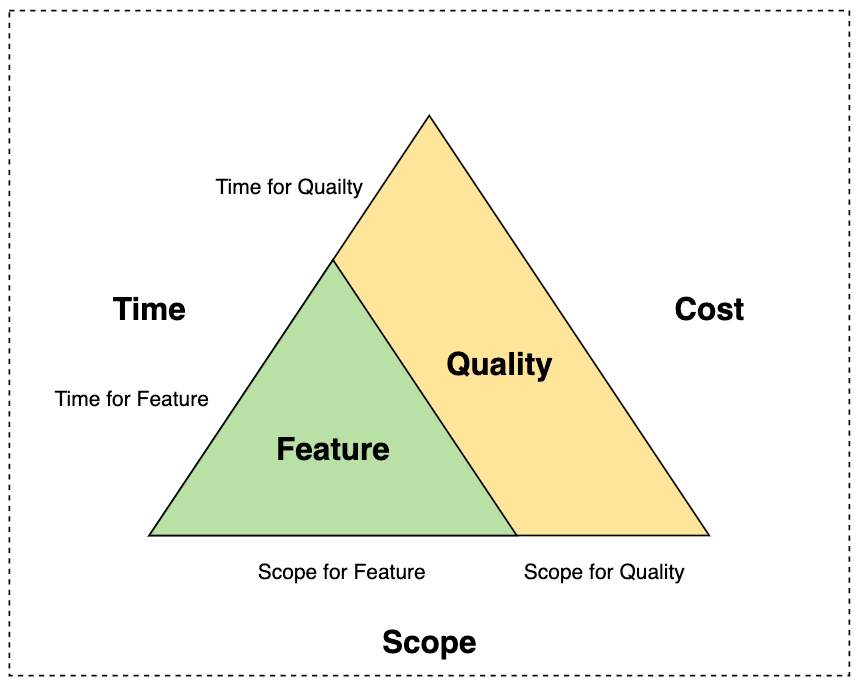 Time for Quailty
Time
Cost
Quality
Time for Feature
Feature
Scope for Feature
Scope for Quality
Scope